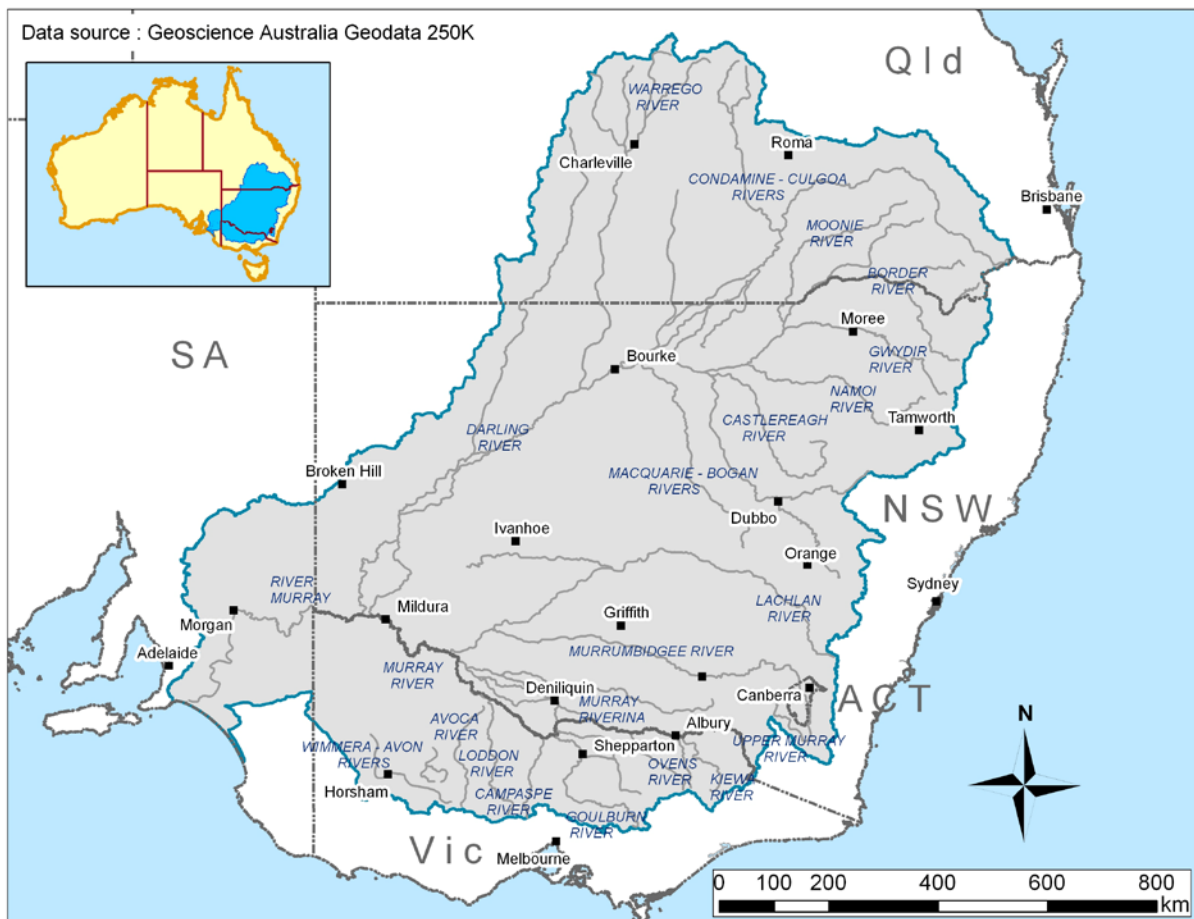 Data source : Geoscience Australia Geodata 250K
Qld
WARREGO
RIVER
Charleville
Roma
CONDAMINE - CULGOA
RIVERS
Brisbane
MOONIE
RIVER
BORDER
RIVER
SA
Moree
Bourke
GWYDIR
RIVER
NAMOI
RIVER
Tamworth
CASTLEREAGH
RIVER
DARLING
RIVER
Broken Hill
MACQUARIE - BOGAN
RIVERS
NSW
Dubbo
Ivanhoe
Orange
RIVER
MURRAY
Sydney
Mildura
LACHLAN
RIVER
Morgan
Griffith
Adelaide
MURRUMBIDGEE RIVER
MURRAY
RIVER
Deniliquin
Canberra
ACT
MURRAY
RIVERINA
Albury
AVOCA
RIVER
N
WIMMERA - AVON
RIVERS
LODDON
RIVER
Shepparton
UPPER MURRAY
RIVER
OVENS
RIVER
KIEWA
RIVER
Horsham
CAMPASPE
RIVER
GOULBURN
RIVER
Vic
Melbourne
0 100 200 400 600 800
km